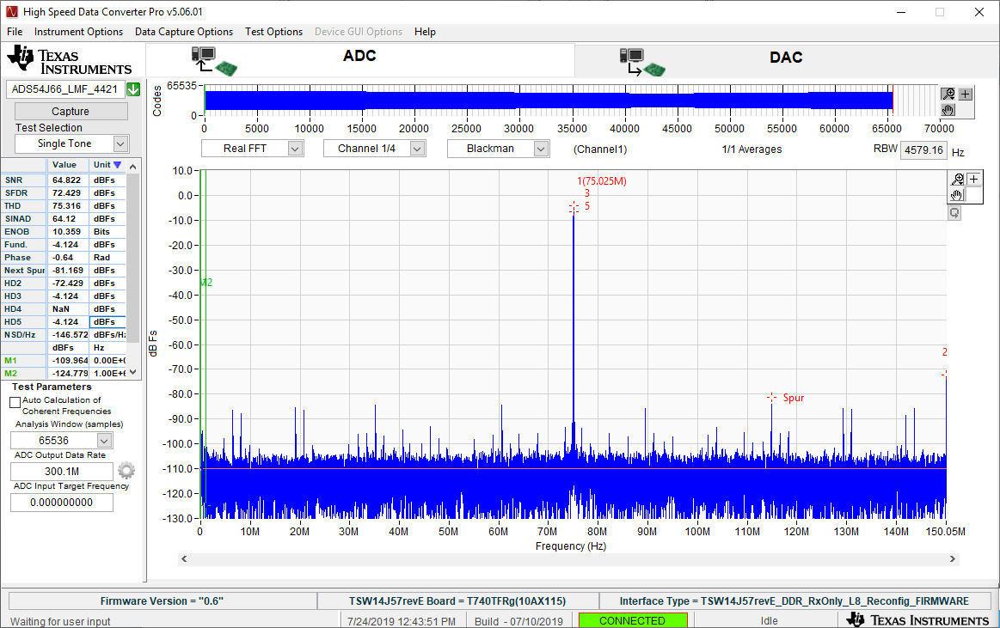 High Speed Data Converter Pro v5.06.01
File Instrument Options Data Capture Options Test Options Device GUI Options Help
TEXAS INSTRUMENTS
ADC
DAC
ADS54J66_LMF_4421
Capture
Test Selection
Single Tone
Value Unit
SNR 64.822 dBFs
SFDR 72.429 dBFs
THD 75.316 dBFs
SINAD 64.12 dBFs
ENOB 10.359 Bits
Fund. -4.124 dBFs
Phase -0.64 Rad
Next Spur -81.169 dBFs
HD2 -72.429 dBFs
HD3 -4.124 dBFs
HD4 NaN dBFs
HD5 -4.124 dBFs
NSD/Hz -146.572 dBFs/Hz
dBFs Hz
M1 -109.964 0.00E+0
M2 -124.779 1.00E+6
Test Parameters
Auto Calculation of
Coherent Frequencies
Analysis Window (samples)
65536
ADC Output Data Rate
300.1M
ADC Input Target Frequency
0.000000000
Codes
65535
0
0 5000 10000 15000 20000 25000 30000 35000 40000 45000 50000 55000 60000 65000 70000
Real FFT Channel 1/4 Blackman (Channel1) 1/1 Averages RBW 4579.16 Hz
dB Fs
10.0
0.0
-10.0
-20.0
-30.0
-40.0
-50.0
-60.0
-70.0
-80.0
-90.0
-100.0
-110.0
-120.0
-130.0
1(75.025M)
3
5
M2
2
Spur
0 10M 20M 30M 40M 50M 60M 70M 80M 90M 100M 110M 120M 130M 140M 150.05M
Frequency (Hz)
Firmware Version = "0.6" TSW14J57revE Board = T740TFRg(10AX115) Interface Type = TSW14J57revE_DDR_RxOnly_L8_Reconfig_FIRMWARE
Waiting for user input 7/24/2019 12:43:51 PM Build - 07/10/2019 CONNECTED Idle TEXAS INSTRUMENTS